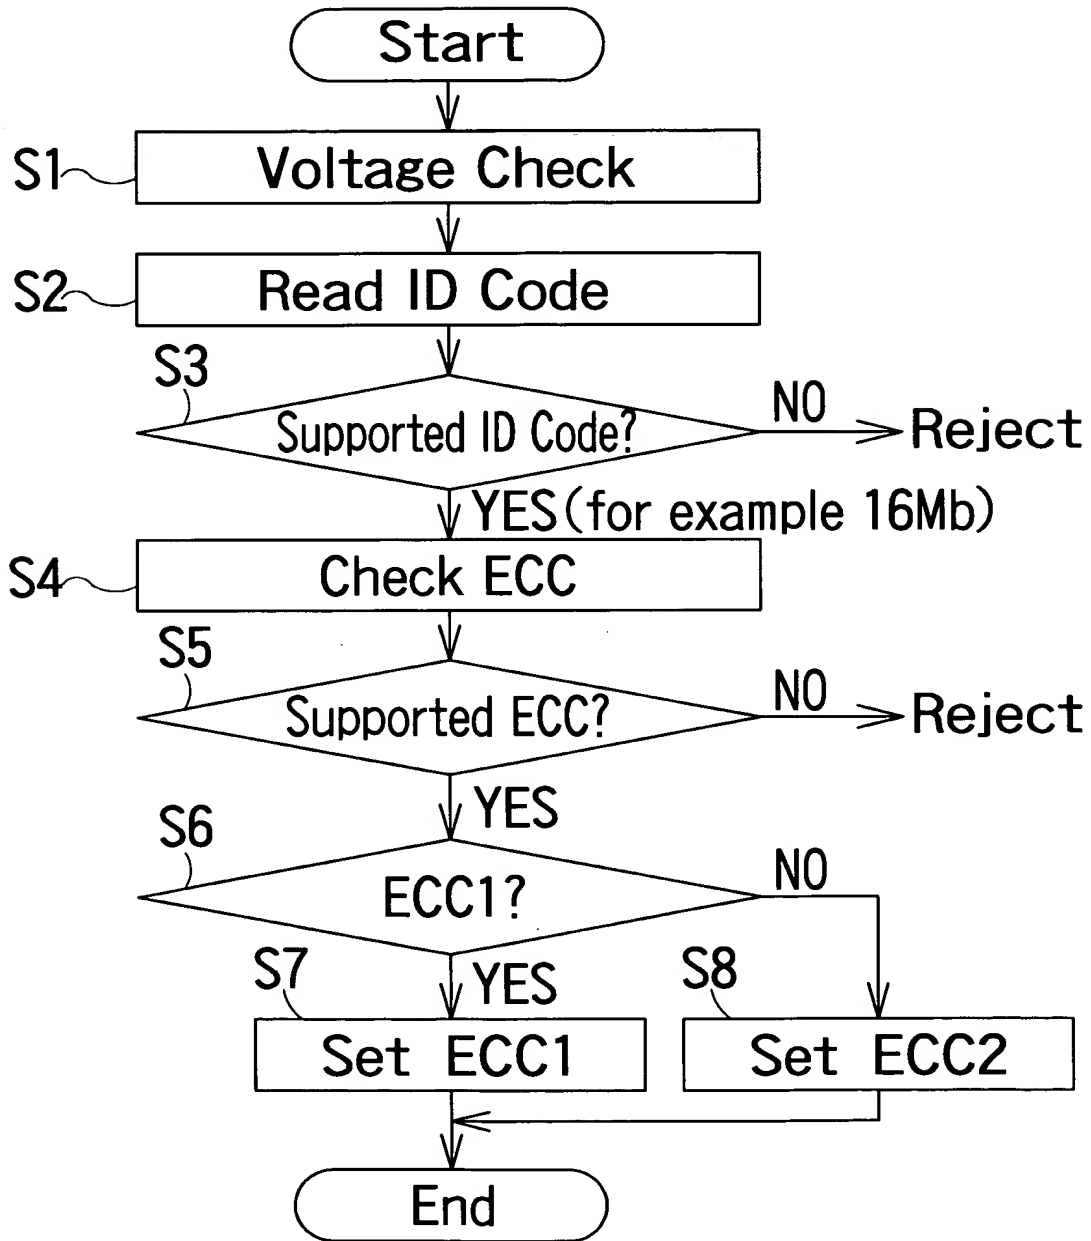 Start
S1
Voltage Check
S2
Read ID Code
S3
Supported ID Code?
NO
Reject
YES (for example 16Mb)
S4
Check ECC
S5
Supported ECC?
NO
Reject
YES
S6
ECC1?
NO
YES
S7
Set ECC1
S8
Set ECC2
End